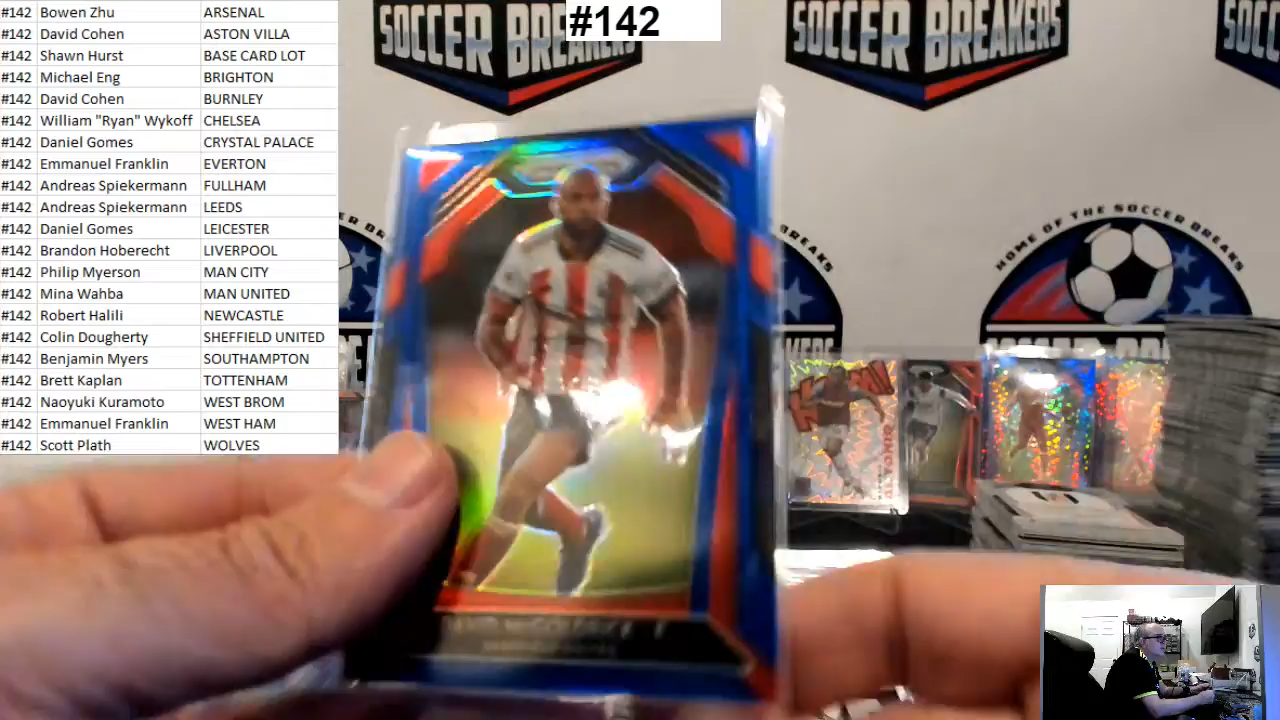 #142 Bowen Zhu ARSENAL
#142 David Cohen ASTON VILLA
#142 Shawn Hurst BASE CARD LOT
#142 Michael Eng BRIGHTON
#142 David Cohen BURNLEY
#142 William "Ryan" Wykoff CHELSEA
#142 Daniel Gomes CRYSTAL PALACE
#142 Emmanuel Franklin EVERTON
#142 Andreas Spiekermann FULLHAM
#142 Andreas Spiekermann LEEDS
#142 Daniel Gomes LEICESTER
#142 Brandon Hoberecht LIVERPOOL
#142 Philip Myerson MAN CITY
#142 Mina Wahba MAN UNITED
#142 Robert Halili NEWCASTLE
#142 Colin Dougherty SHEFFIELD UNITED
#142 Benjamin Myers SOUTHAMPTON
#142 Brett Kaplan TOTTENHAM
#142 Naoyuki Kuramoto WEST BROM
#142 Emmanuel Franklin WEST HAM
#142 Scott Plath WOLVES
#142
SOCCER BRE
SOCCER BREAKERS
SOCC
HOME OF THE SOCCER BREAKS
ANTONIO